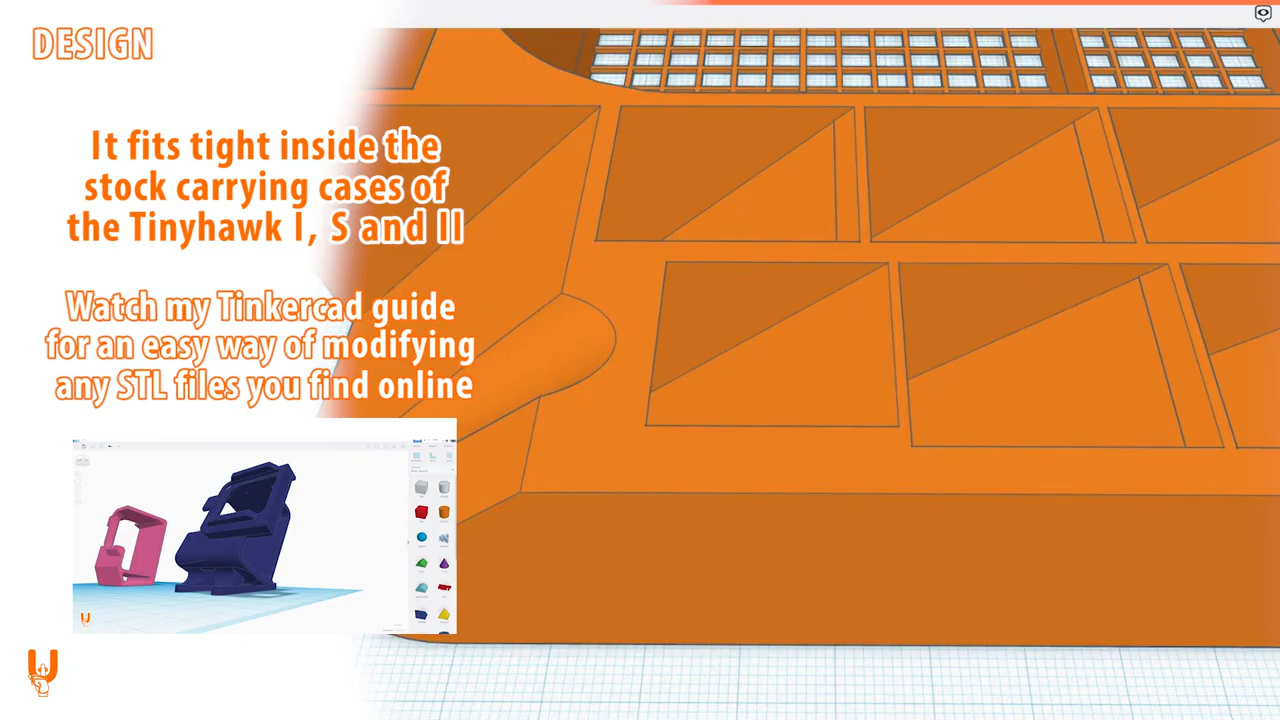 DESIGN
It fits tight inside the
stock carrying cases of
the Tinyhawk I, S and II
Watch my Tinkercad guide
for an easy way of modifying
any STL files you find online